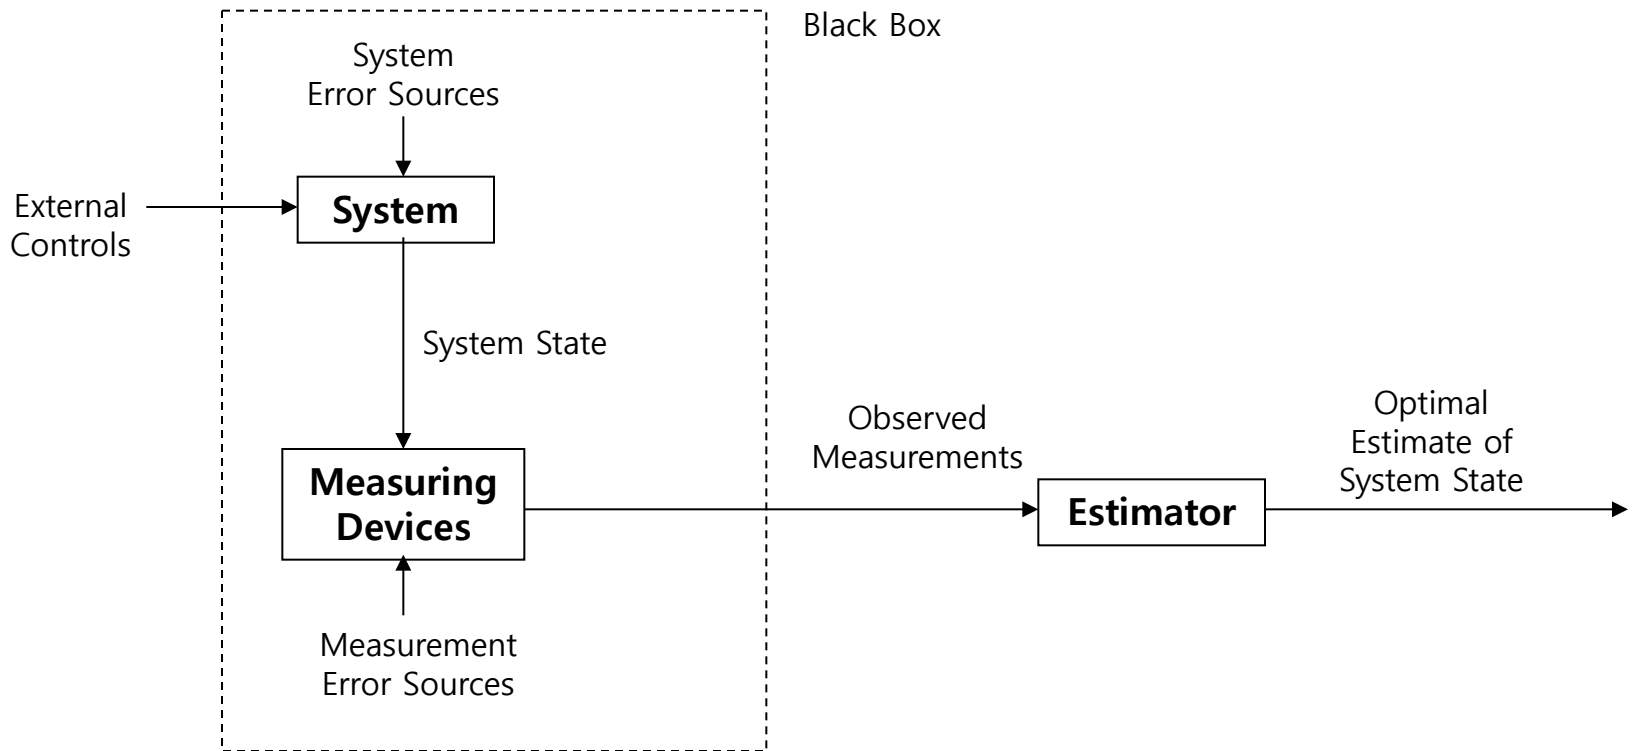 Black Box
System
Error Sources
External
Controls
System
System State
Observed
Measurements
Optimal
Estimate of
System State
Measuring
Devices
Estimator
Measurement
Error Sources